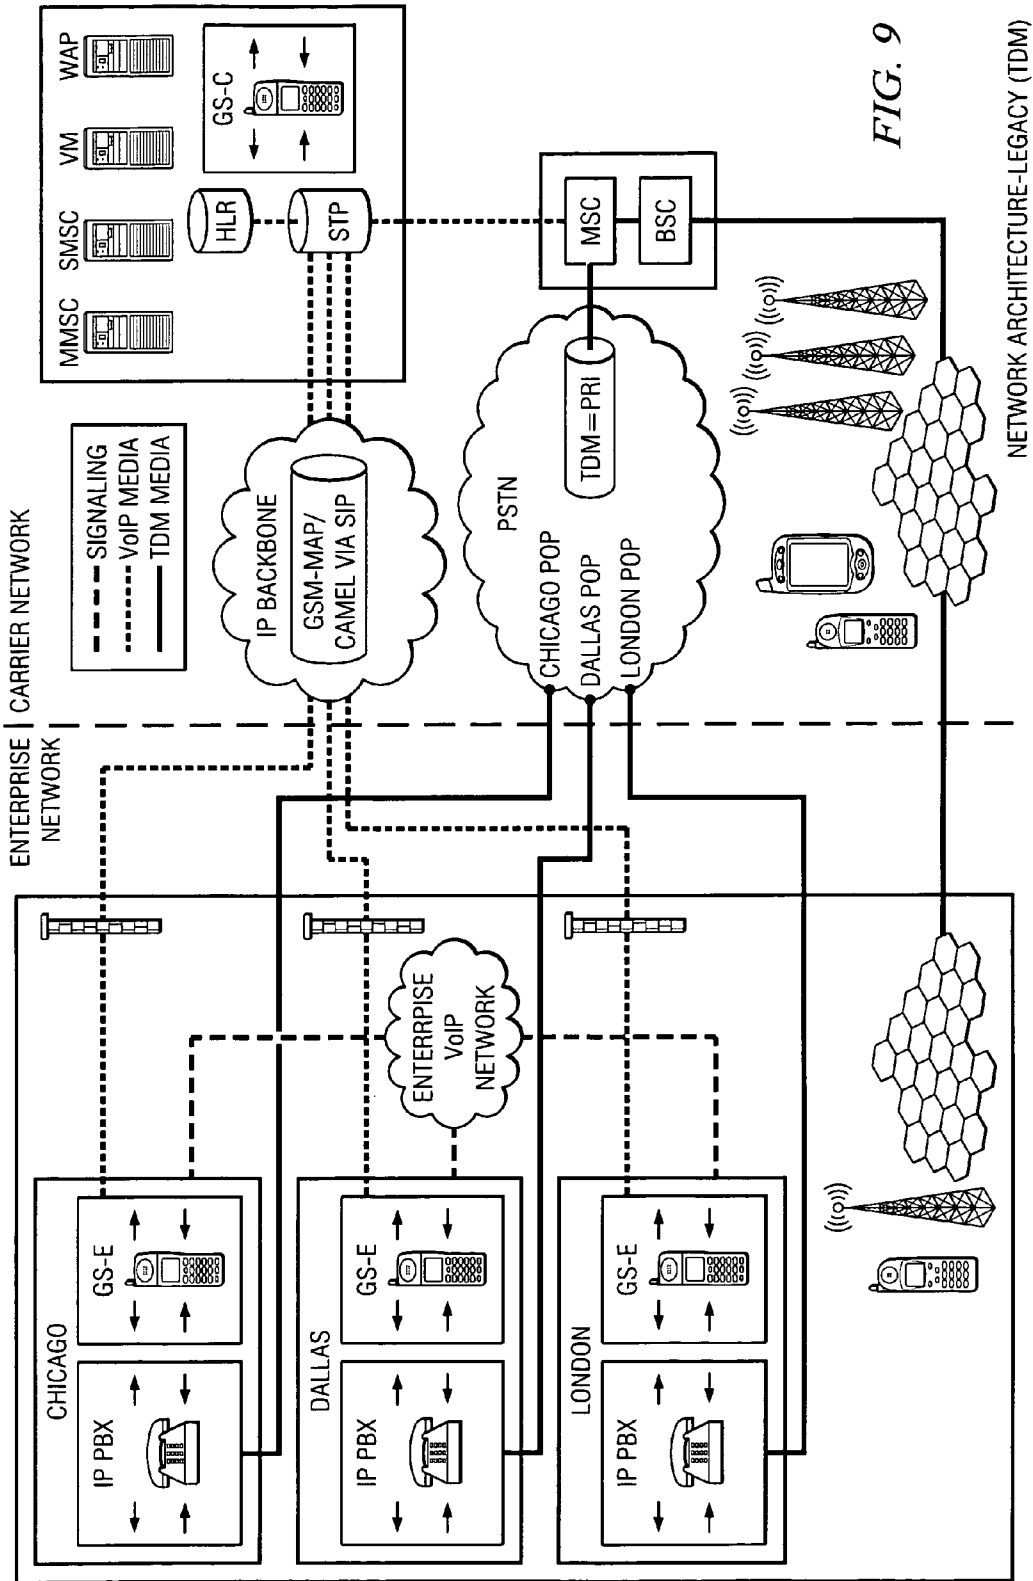 ENTERPRISE
NETWORK
CARRIER NETWORK
SIGNALING
VoIP MEDIA
TDM MEDIA
CHICAGO
IP PBX
GS-E
DALLAS
IP PBX
GS-E
LONDON
IP PBX
GS-E
ENTERRPISE
VoIP
NETWORK
IP BACKBONE
GSM-MAP/
CAMEL VIA SIP
MMSC
SMSC
VM
WAP
HLR
STP
GS-C
PSTN
CHICAGO POP
DALLAS POP
LONDON POP
TDM=PRI
MSC
BSC
FIG. 9
NETWORK ARCHITECTURE-LEGACY (TDM)